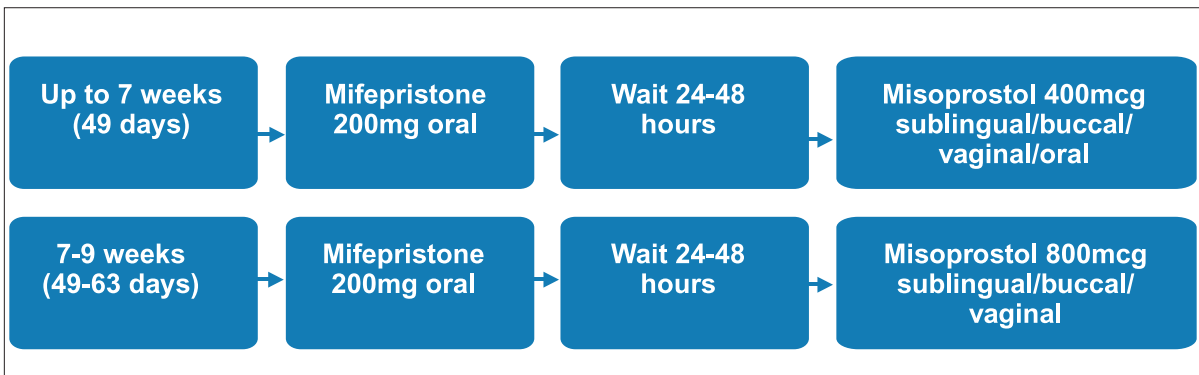 Up to 7 weeks
(49 days)
Mifepristone
200mg oral
Wait 24-48
hours
Misoprostol 400mcg
sublingual/buccal/
vaginal/oral
7-9 weeks
(49-63 days)
Mifepristone
200mg oral
Wait 24-48
hours
Misoprostol 800mcg
sublingual/buccal/
vaginal